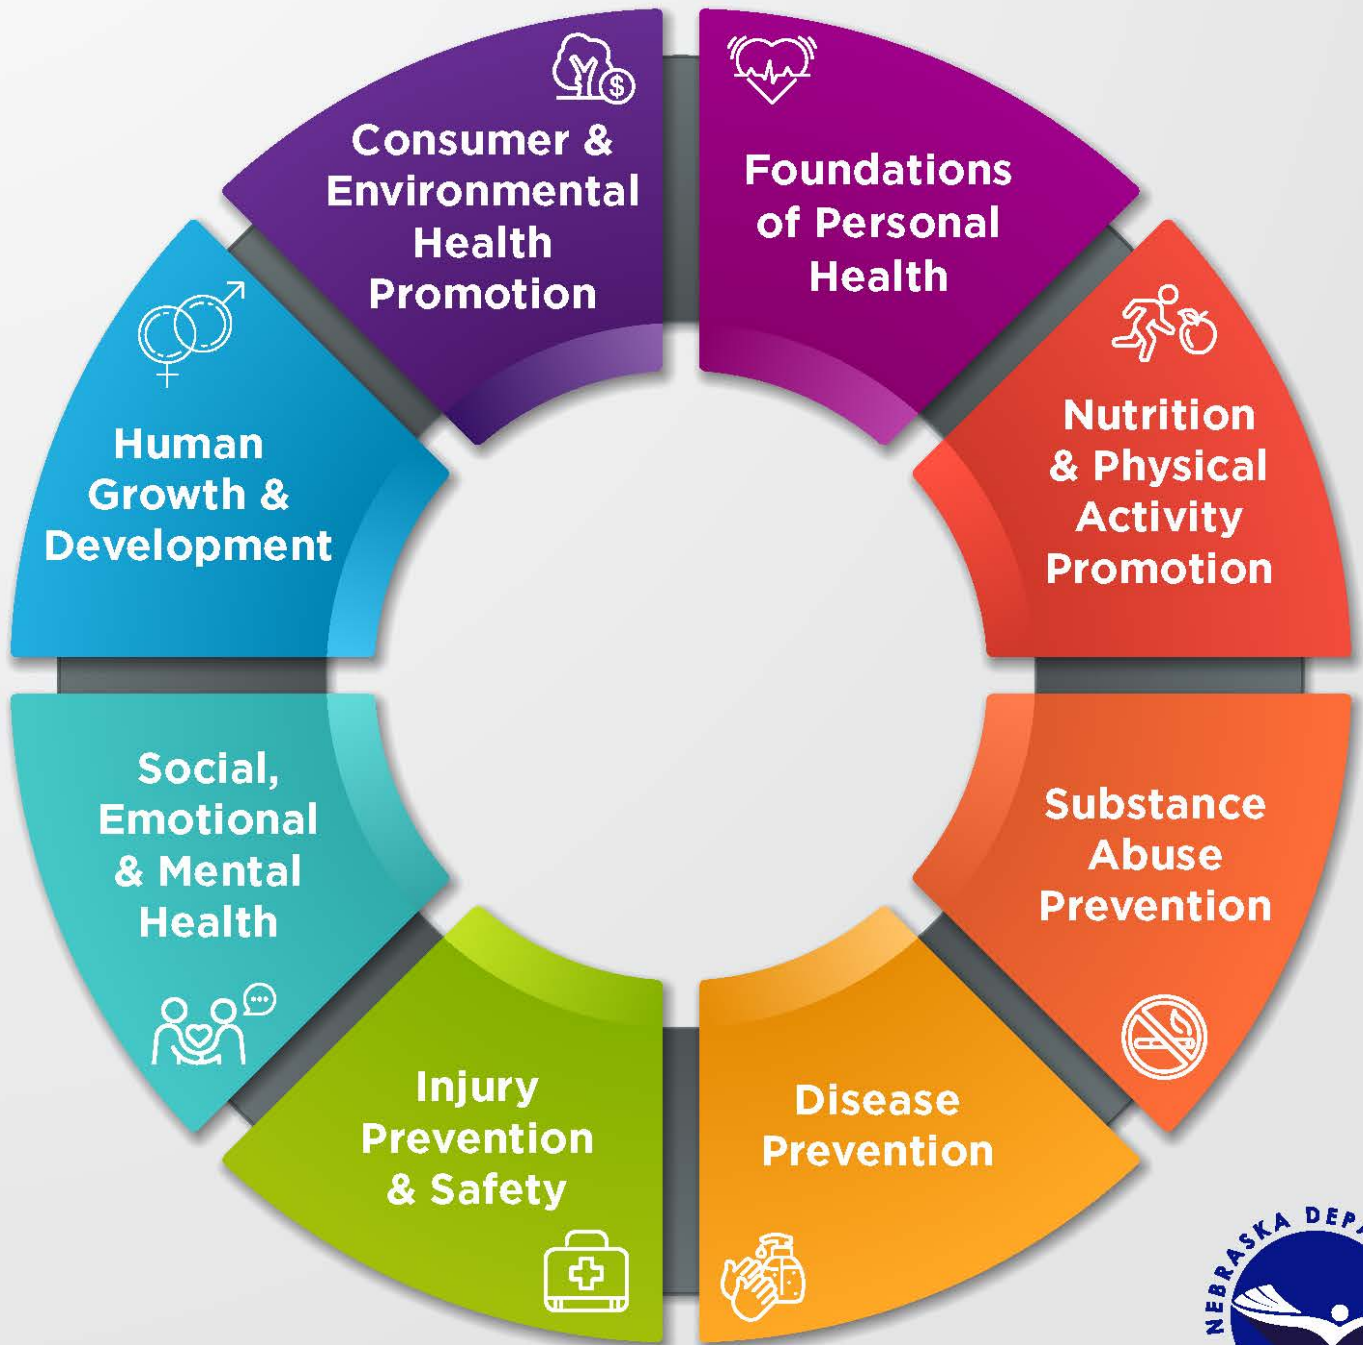 Consumer &
Environmental
Health
Promotion
Foundations
of Personal
Health
Nutrition
& Physical
Activity
Promotion
Substance
Abuse
Prevention
Disease
Prevention
Injury
Prevention
& Safety
Social,
Emotional
& Mental
Health
Human
Growth &
Development
$
NEBRASKA